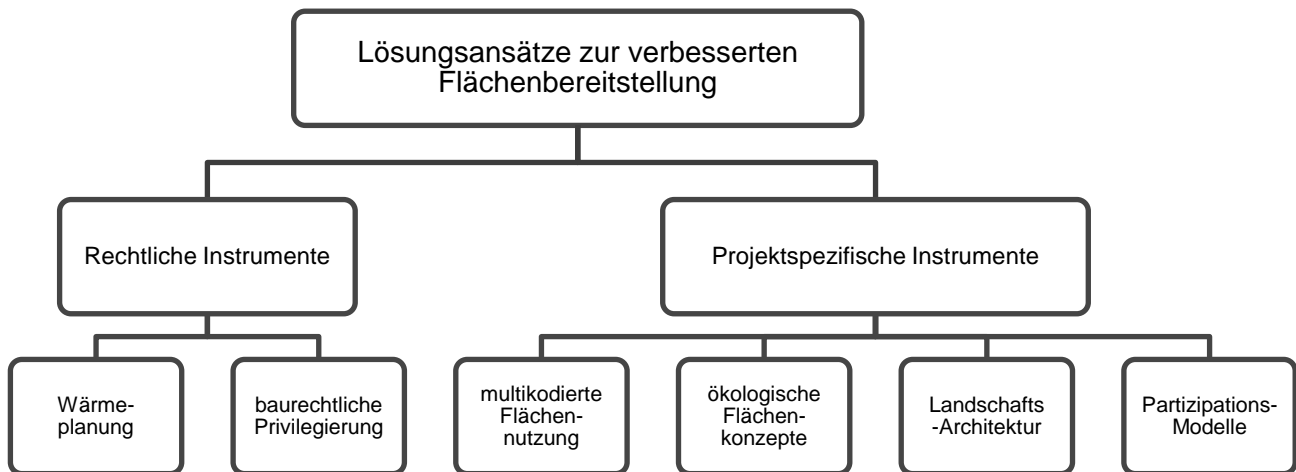 Lösungsansätze zur verbesserten
Flächenbereitstellung
Rechtliche Instrumente
Projektspezifische Instrumente
Wärme-
planung
baurechtliche
Privilegierung
multikodierte
Flächen-
nutzung
ökologische
Flächen-
konzepte
Landschafts
-Architektur
Partizipations-
Modelle